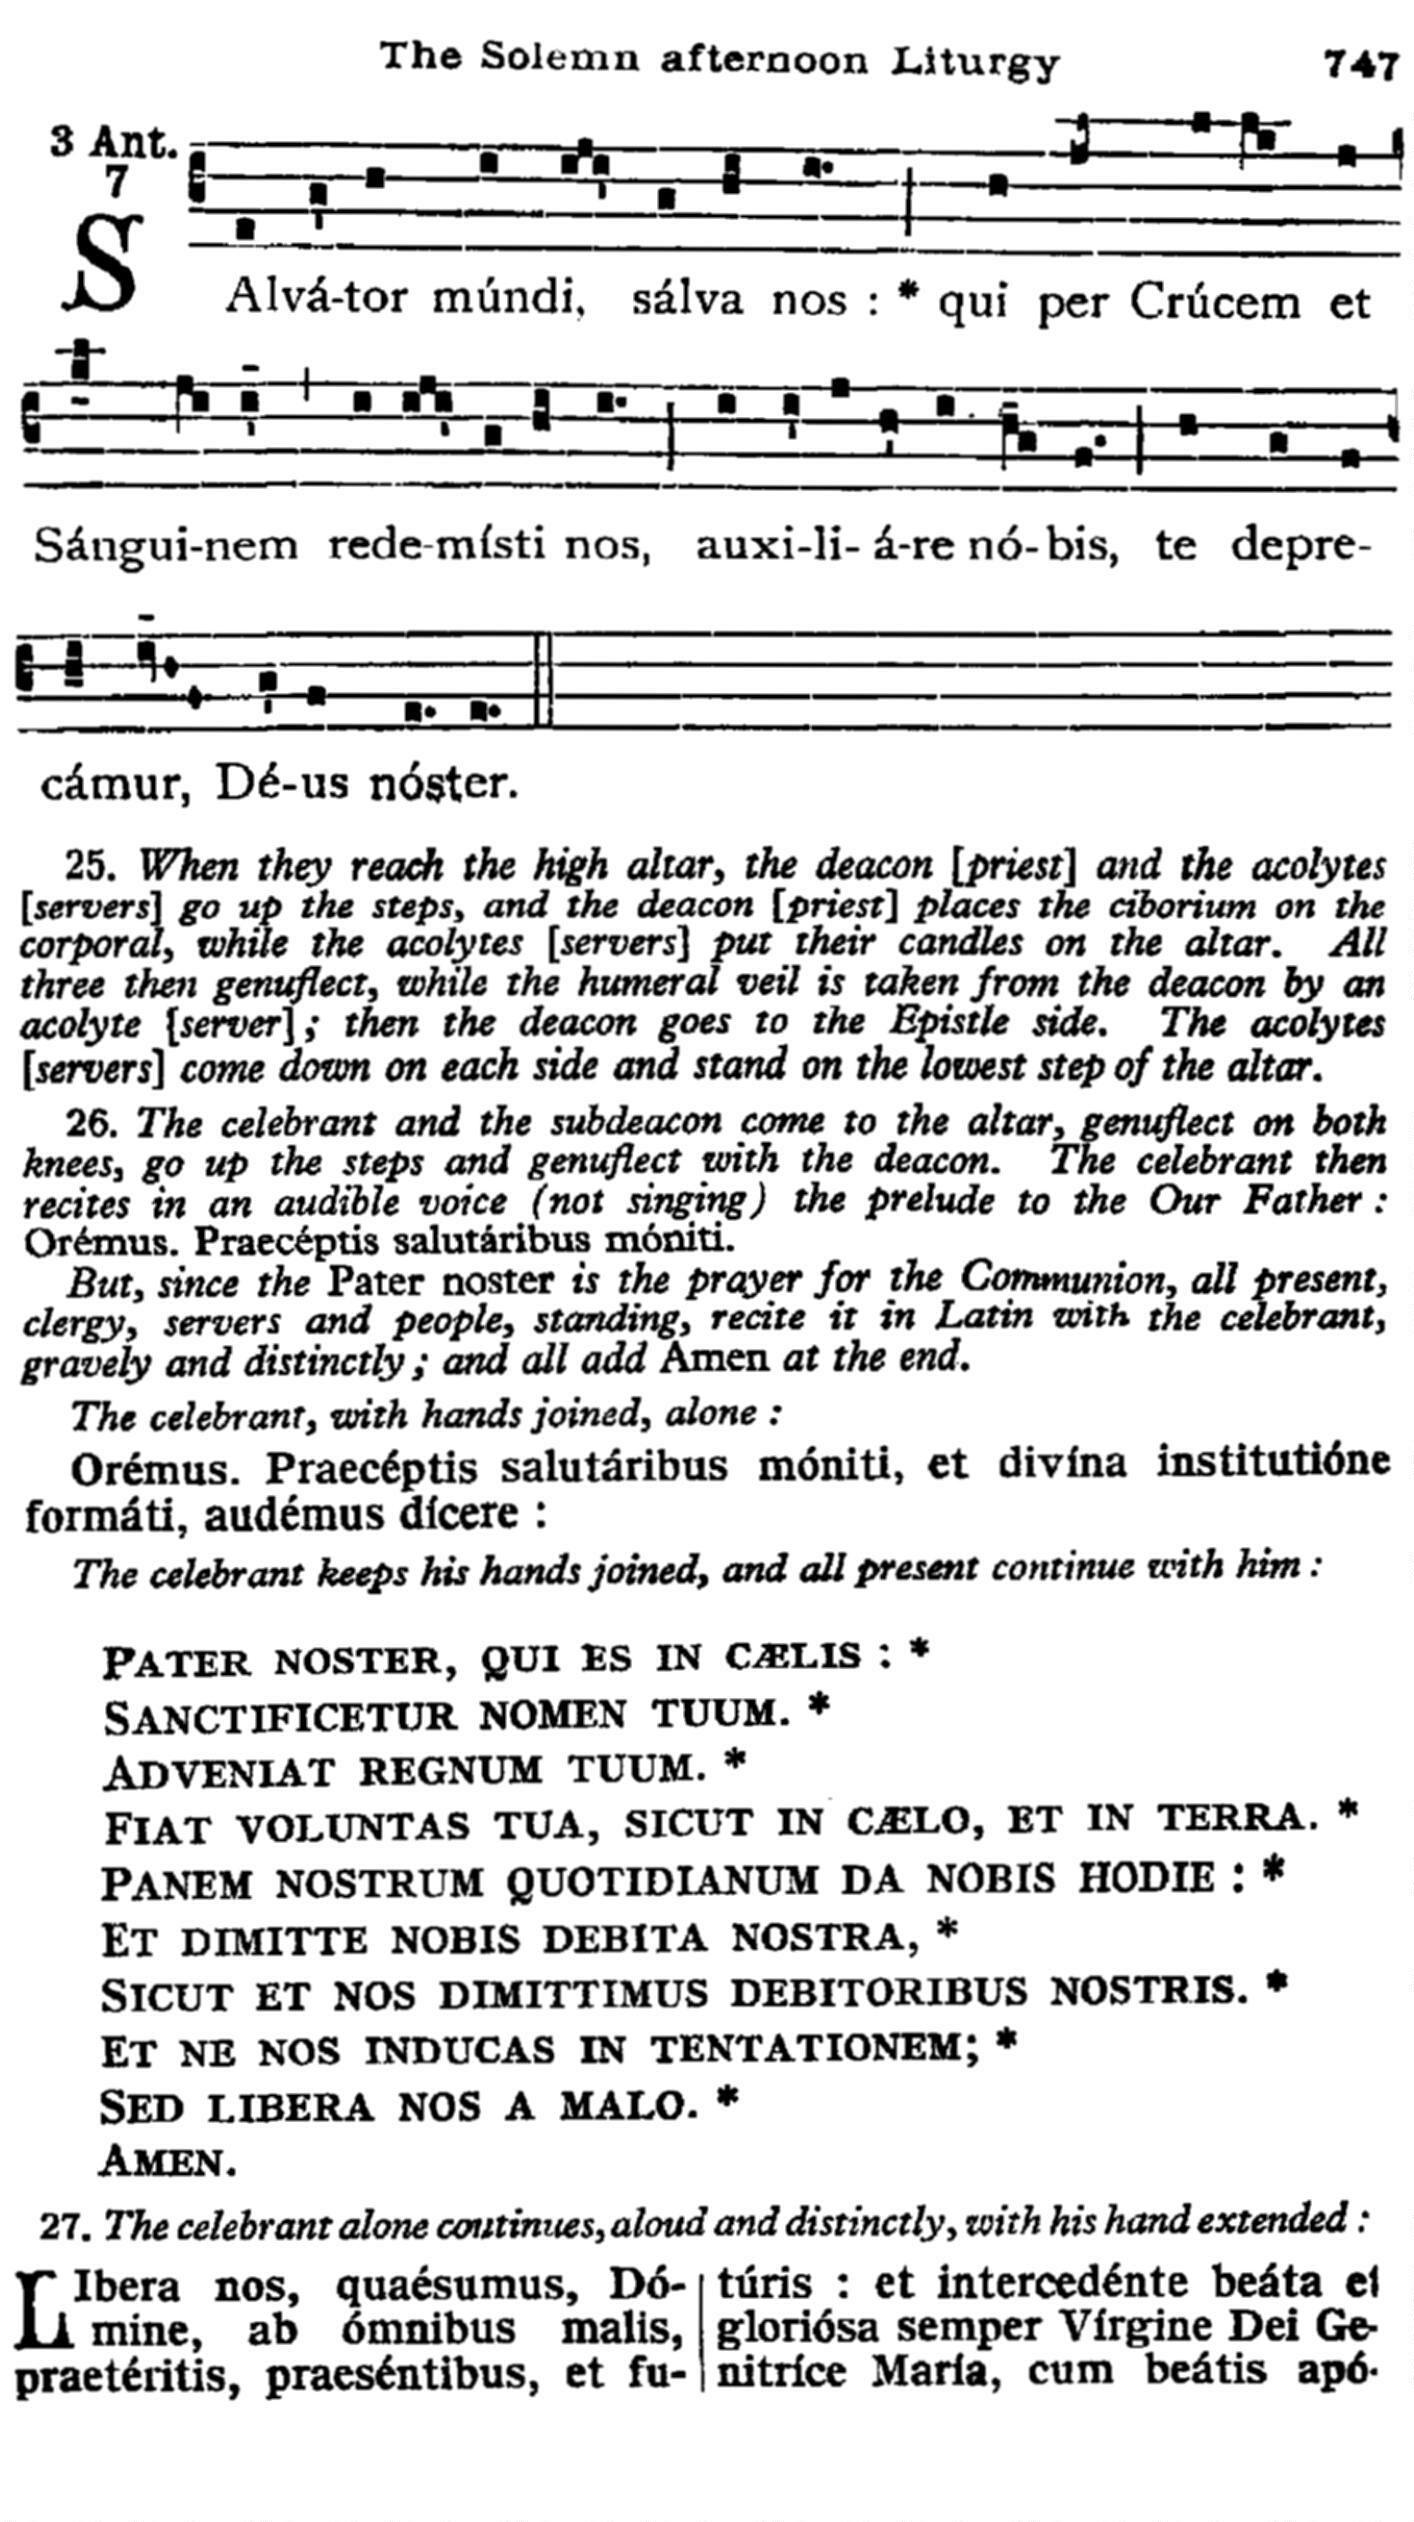 The Solemn afternoon Liturgy 747
3 Ant.
7
SAlvá-tor múndi, sálva nos : * qui per Crúcem et
Sángui-nem rede-místi nos, auxi-li- á-re nó-bis, te depre-
cámur, Dé-us nóster.
25. When they reach the high altar, the deacon [priest] and the acolytes
[servers] go up the steps, and the deacon [priest] places the ciborium on the
corporal, while the acolytes [servers] put their candles on the altar. All
three then genuflect, while the humeral veil is taken from the deacon by an
acolyte [server]; then the deacon goes to the Epistle side. The acolytes
[servers] come down on each side and stand on the lowest step of the altar.
26. The celebrant and the subdeacon come to the altar, genuflect on both
knees, go up the steps and genuflect with the deacon. The celebrant then
recites in an audible voice (not singing) the prelude to the Our Father :
Orémus. Praecéptis salutáribus móniti.
But, since the Pater noster is the prayer for the Communion, all present,
clergy, servers and people, standing, recite it in Latin with the celebrant,
gravely and distinctly; and all add Amen at the end.
The celebrant, with hands joined, alone :
Orémus. Praecéptis salutáribus móniti, et divína institutióne
formáti, audémus dícere :
The celebrant keeps his hands joined, and all present continue with him :
PATER NOSTER, QUI ES IN CÆLIS : *
SANCTIFICETUR NOMEN TUUM. *
ADVENIAT REGNUM TUUM. *
FIAT VOLUNTAS TUA, SICUT IN CÆLO, ET IN TERRA. *
PANEM NOSTRUM QUOTIDIANUM DA NOBIS HODIE : *
ET DIMITTE NOBIS DEBITA NOSTRA, *
SICUT ET NOS DIMITTIMUS DEBITORIBUS NOSTRIS. *
ET NE NOS INDUCAS IN TENTATIONEM; *
SED LIBERA NOS A MALO. *
AMEN.
27. The celebrant alone continues, aloud and distinctly, with his hand extended :
LIbera nos, quaésumus, Dó-
mine, ab ómnibus malis,
praetéritis, praeséntibus, et fu-
túris : et intercedénte beáta et
gloriósa semper Vírgine Dei Ge-
nitríce María, cum beátis apó-